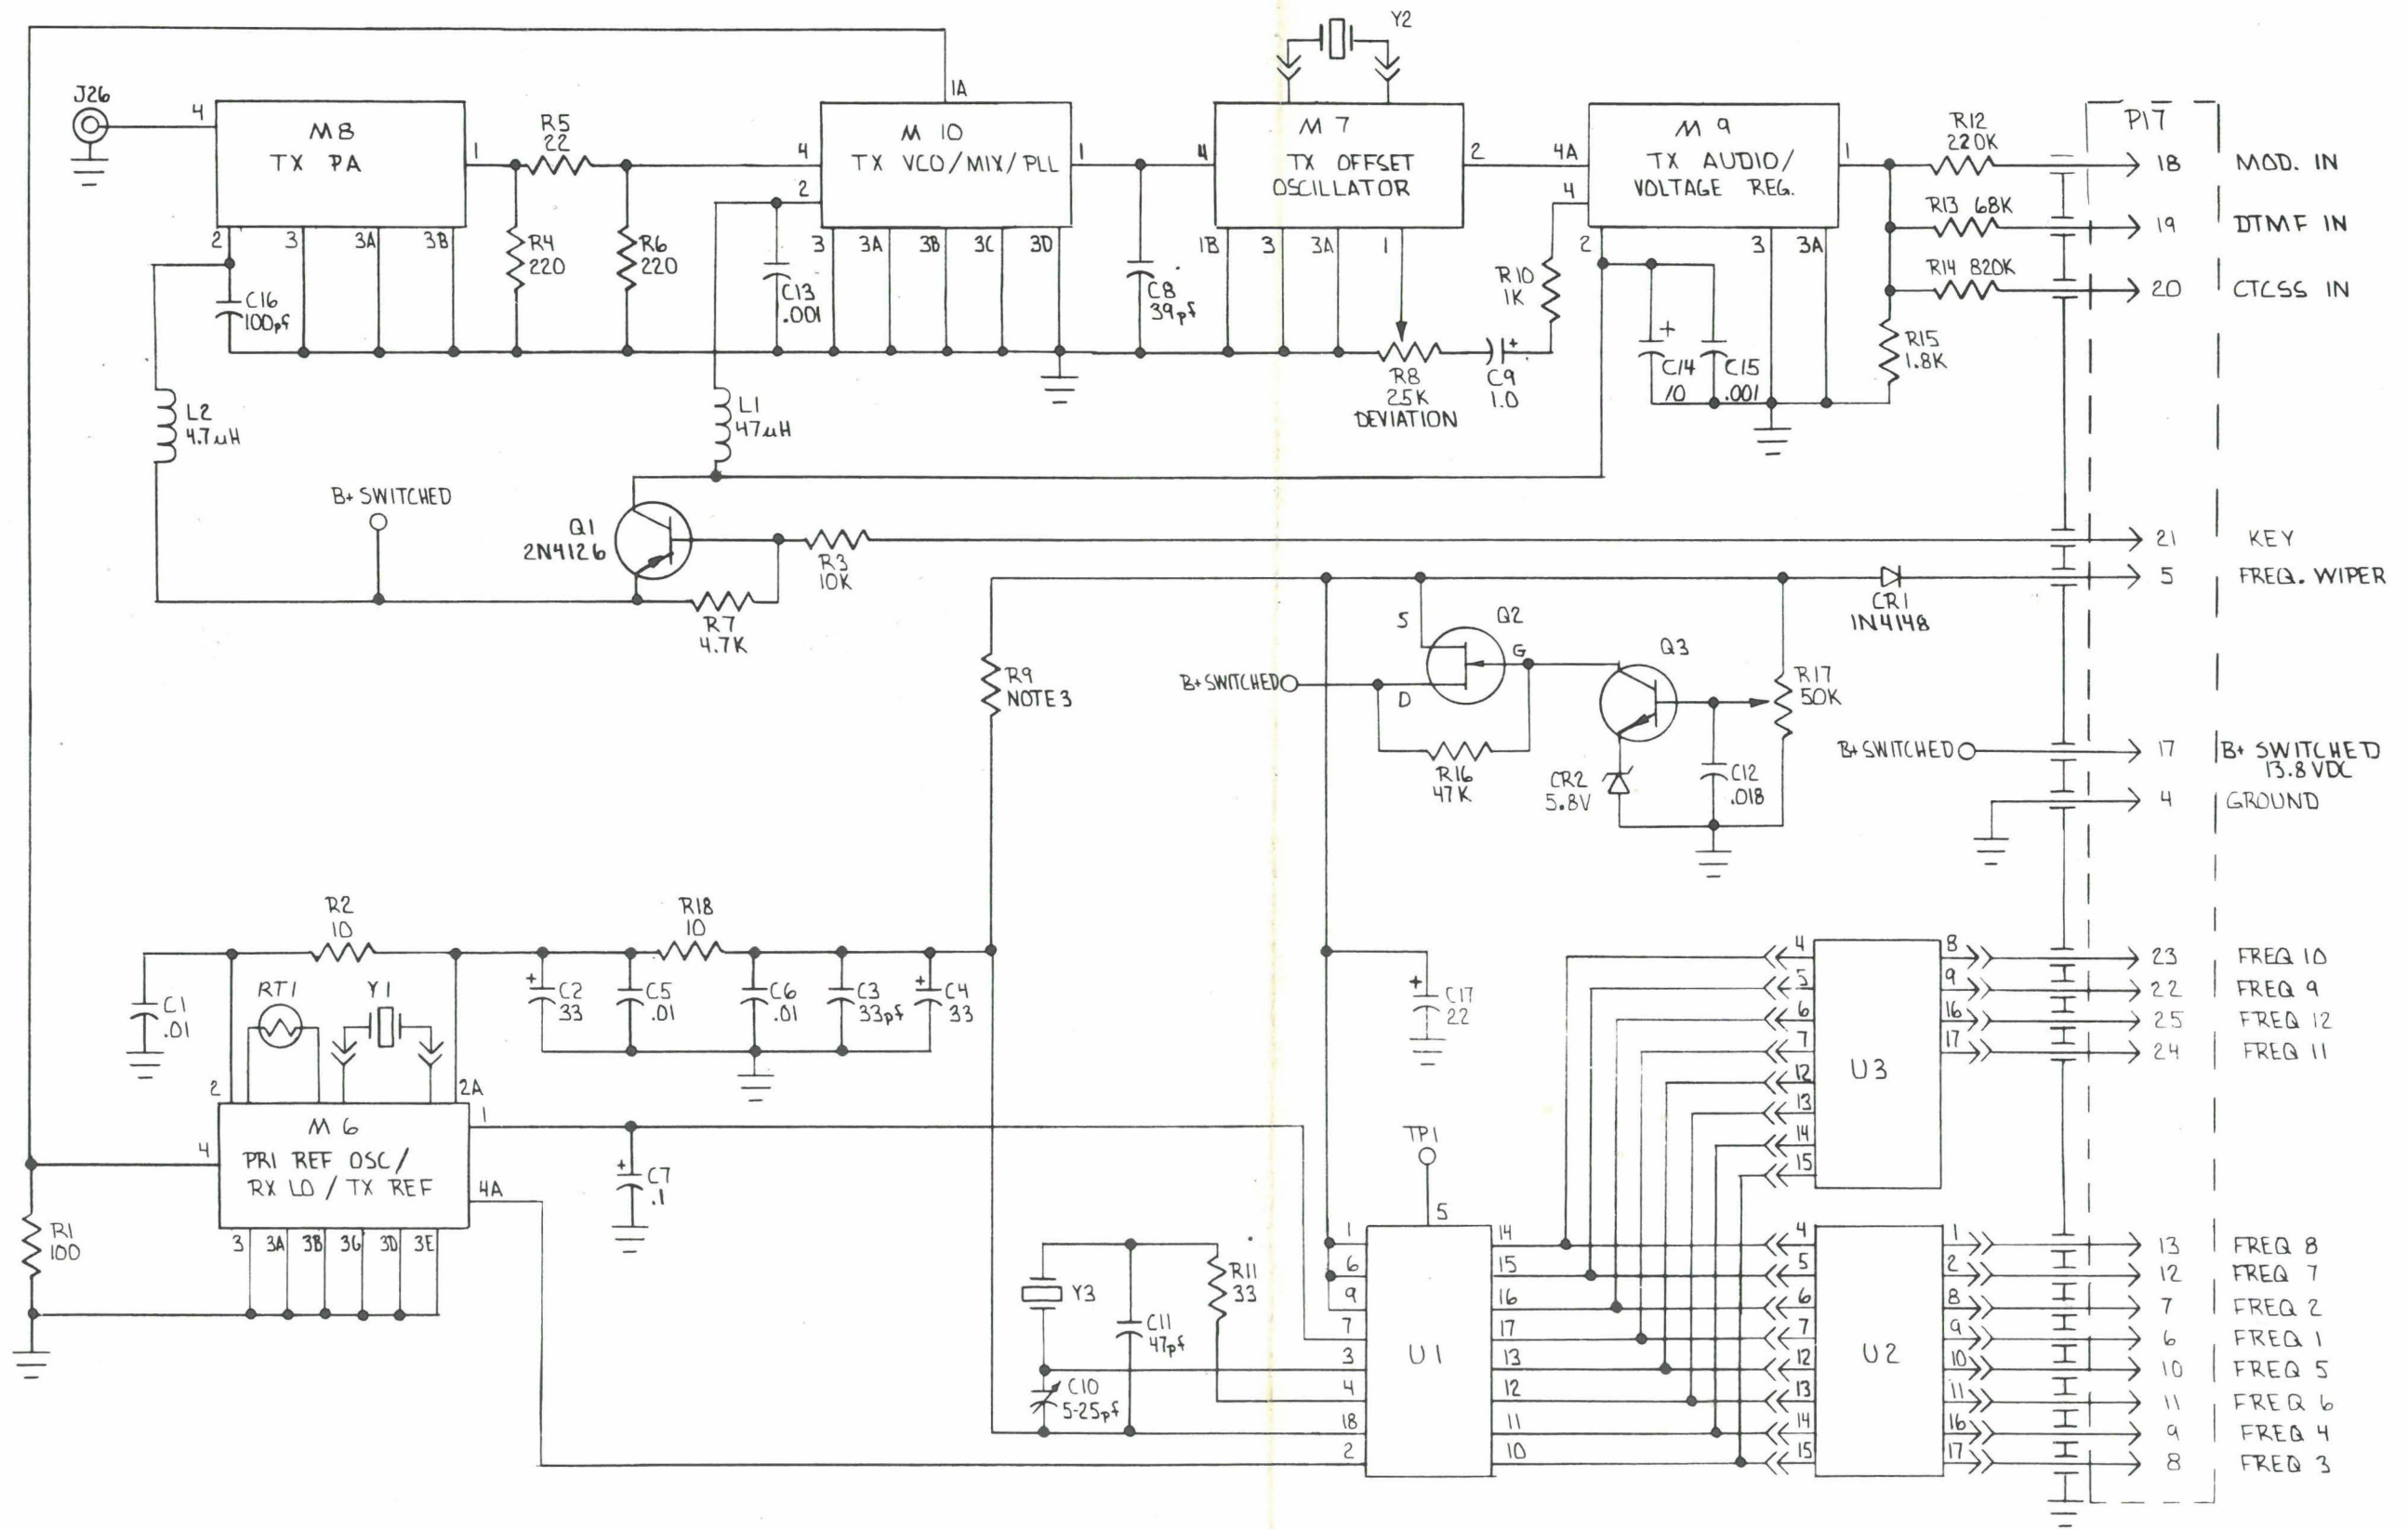 Y2
J26
4
M8
TX PA
1
R5
22
1A
4
M 10
TX VCO/MIX/PLL
2
1
4
M 7
TX OFFSET
OSCILLATOR
2
4A
4
M 9
TX AUDIO/
VOLTAGE REG.
1
R12
220K
P17
18
MOD. IN
R13 68K
19
DTMF IN
R14 820K
20
CTCSS IN
2
3
3A
3B
R4
220
R6
220
C16
100pf
C13
.001
3
3A
3B
3C
3D
C8
39pf
1B
3
3A
1
R10
1K
2
3
3A
R15
1.8K
+
C14
10
C15
.001
R8
25K
DEVIATION
+
C9
1.0
L2
4.7uH
L1
47uH
B+ SWITCHED
Q1
2N4126
R3
10K
R7
4.7K
21
KEY
5
FREQ. WIPER
CR1
1N4148
R9
NOTE 3
S
Q2
G
D
B+SWITCHED
Q3
R17
50K
R16
47K
CR2
5.8V
C12
.018
B+SWITCHED
17
B+ SWITCHED
13.8 VDC
4
GROUND
R2
10
R18
10
C1
.01
RT1
Y1
+
C2
33
C5
.01
C6
.01
C3
33pf
+
C4
33
+
C17
22
2
2A
M 6
PRI REF OSC/
RX LO / TX REF
4
1
4A
3
3A
3B
3C
3D
3E
R1
100
+
C7
.1
TP1
5
U3
4
5
6
7
12
13
14
15
8
9
16
17
23
FREQ 10
22
FREQ 9
25
FREQ 12
24
FREQ 11
Y3
C11
47pf
R11
33
C10
5-25pf
U1
1
6
9
7
3
4
18
2
14
15
16
17
13
12
11
10
U2
4
5
6
7
12
13
14
15
1
2
8
9
10
11
16
17
13
FREQ 8
12
FREQ 7
7
FREQ 2
6
FREQ 1
10
FREQ 5
11
FREQ 6
9
FREQ 4
8
FREQ 3